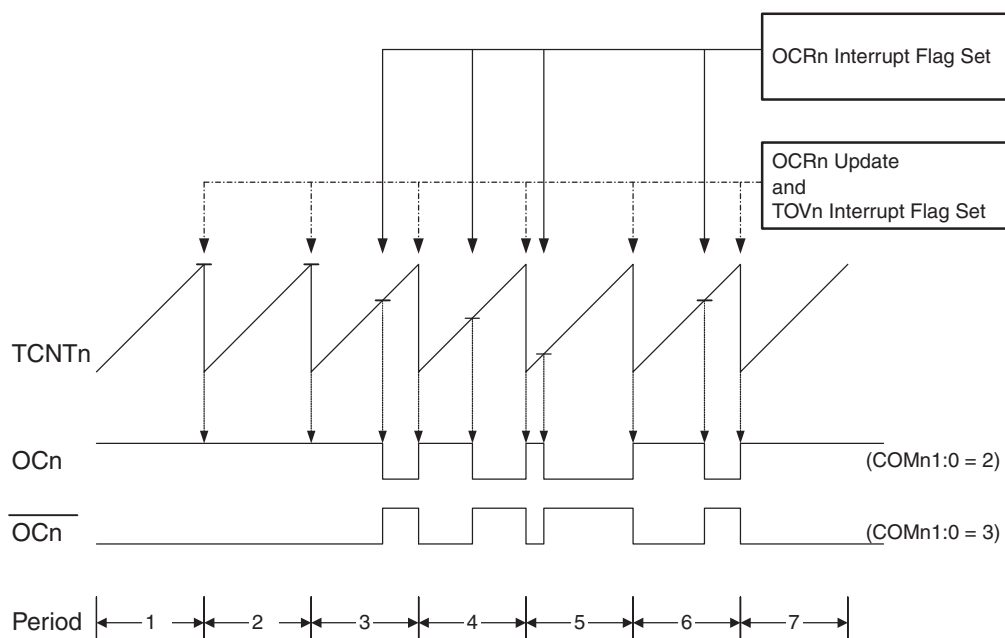 OCRn Interrupt Flag Set
OCRn Update
and
TOVn Interrupt Flag Set
TCNTn
OCn (COMn1:0 = 2)
OCn (COMn1:0 = 3)
Period 1 2 3 4 5 6 7